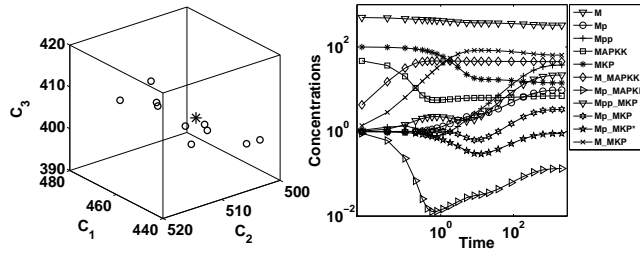 420
410
400
390
C3
480
460
440
C1
520
510
500
C2
Concentrations
10^2
10^0
10^-2
10^0
10^2
Time
M
Mp
Mpp
MAPKK
MKP
M_MAPKK
Mp_MAPKK
Mpp_MKP
Mp_MKP
Mp_MKP*
M_MKP